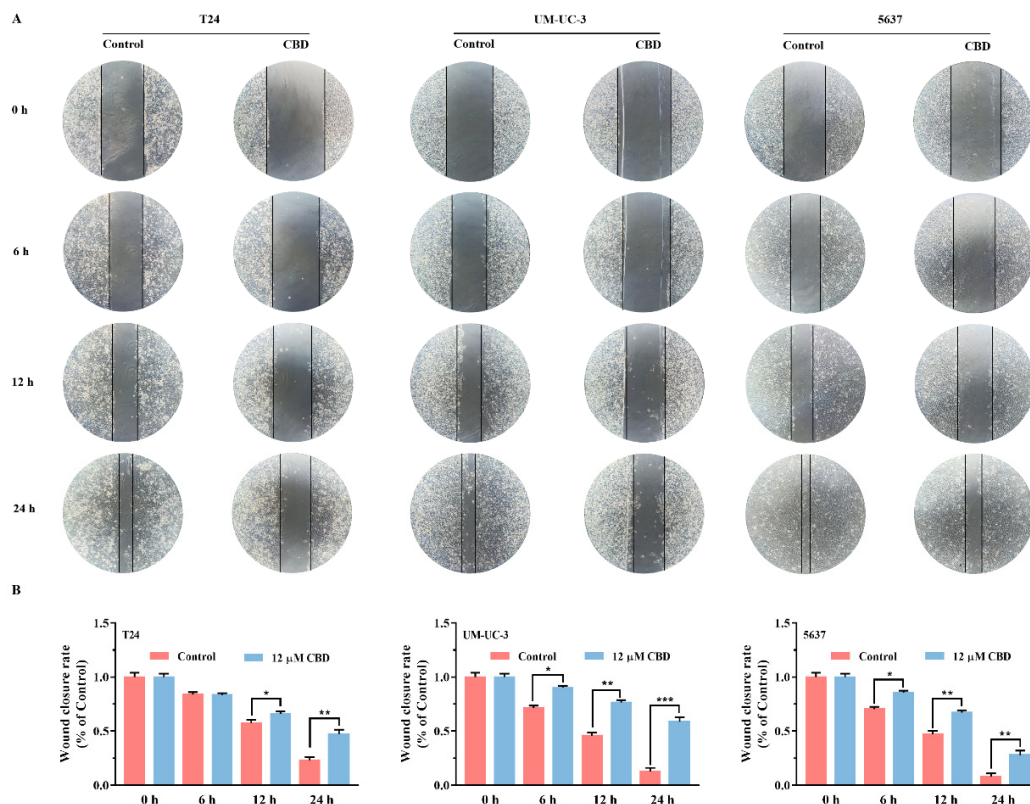 A
T24
UM-UC-3
5637
Control
CBD
Control
CBD
Control
CBD
0 h
6 h
12 h
24 h
B
T24
Control
12 µM CBD
Wound closure rate
(% of Control)
1.5
1.0
0.5
0.0
*
**
0 h
6 h
12 h
24 h
UM-UC-3
Control
12 µM CBD
Wound closure rate
(% of Control)
1.5
1.0
0.5
0.0
*
**
***
0 h
6 h
12 h
24 h
5637
Control
12 µM CBD
Wound closure rate
(% of Control)
1.5
1.0
0.5
0.0
*
**
**
0 h
6 h
12 h
24 h